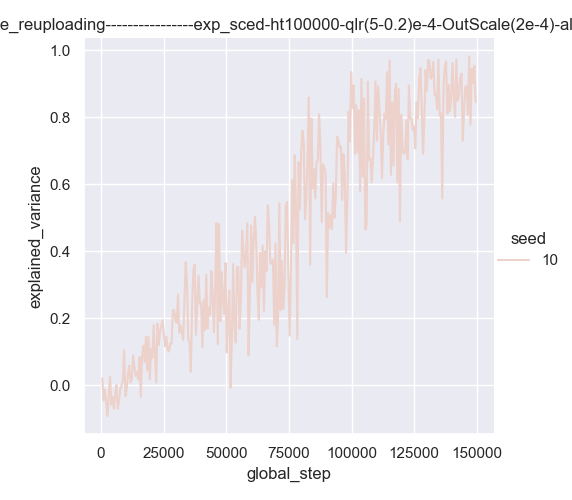 e_reuploading----------------exp_sced-ht100000-qlr(5-0.2)e-4-OutScale(2e-4)-al
1.0
0.8
0.6
0.4
0.2
0.0
explained_variance
0 25000 50000 75000 100000 125000 150000
global_step
seed
10